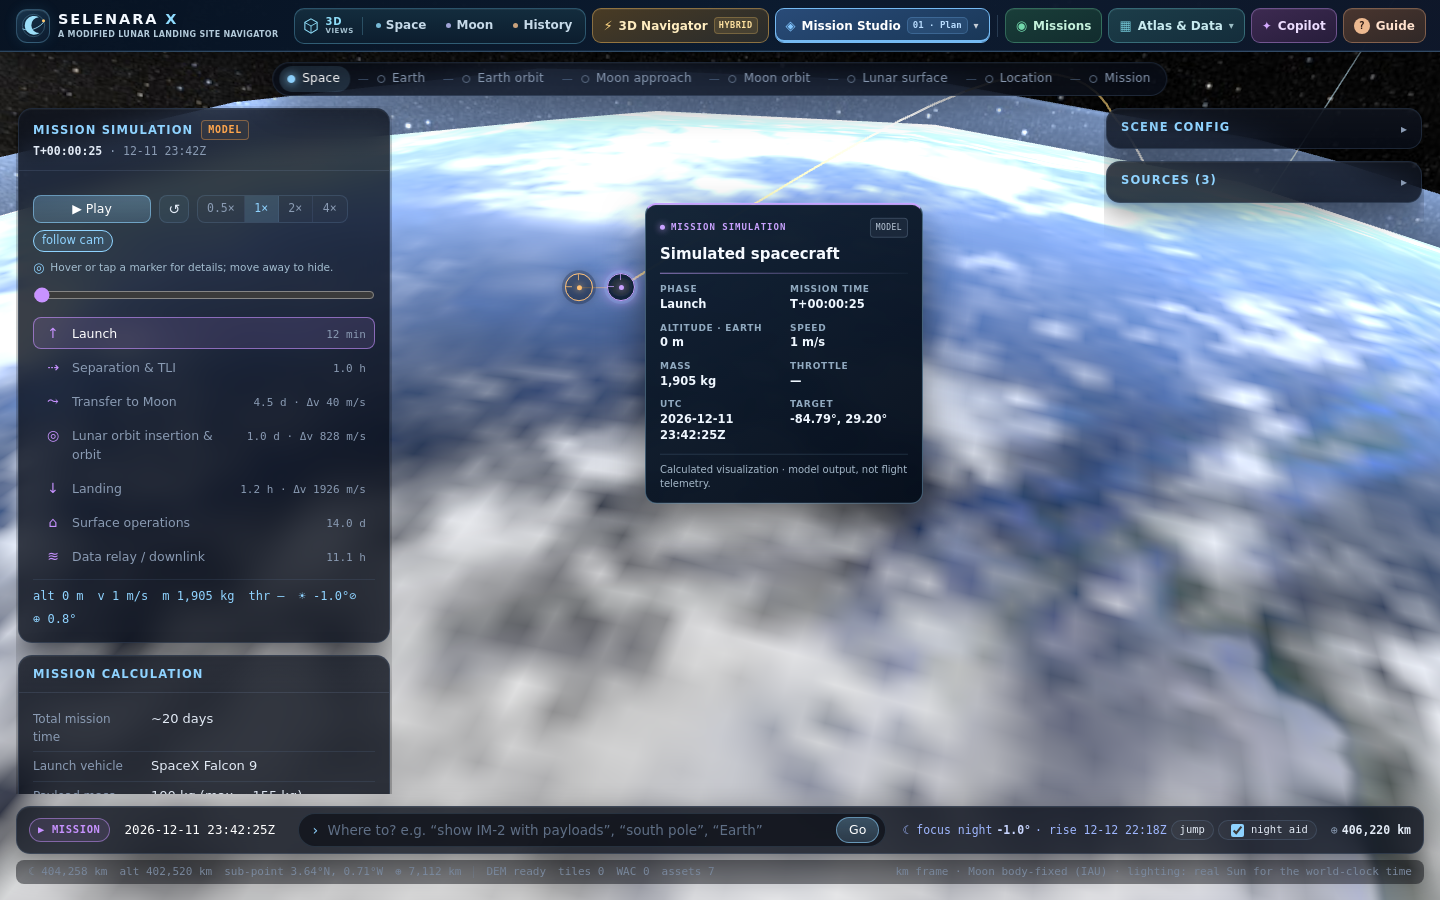 SELENARA X
A MODIFIED LUNAR LANDING SITE NAVIGATOR
3D VIEWS
Space
Moon
History
3D Navigator HYBRID
Mission Studio 01 · Plan ▾
Missions
Atlas & Data ▾
Copilot
? Guide
Space — Earth — Earth orbit — Moon approach — Moon orbit — Lunar surface — Location — Mission
MISSION SIMULATION MODEL
T+00:00:25 · 12-11 23:42Z
▶ Play ↺ 0.5× 1× 2× 4×
follow cam
◎ Hover or tap a marker for details; move away to hide.
↑ Launch 12 min
⇢ Separation & TLI 1.0 h
⤳ Transfer to Moon 4.5 d · Δv 40 m/s
◎ Lunar orbit insertion & orbit 1.0 d · Δv 828 m/s
↓ Landing 1.2 h · Δv 1926 m/s
⌂ Surface operations 14.0 d
≋ Data relay / downlink 11.1 h
alt 0 m v 1 m/s m 1,905 kg thr — ☀ -1.0°⊘
⊕ 0.8°
MISSION CALCULATION
Total mission time ~20 days
Launch vehicle SpaceX Falcon 9
Payload mass 100 kg (max ~ 155 kg)
MISSION SIMULATION MODEL
Simulated spacecraft
PHASE MISSION TIME
Launch T+00:00:25
ALTITUDE · EARTH SPEED
0 m 1 m/s
MASS THROTTLE
1,905 kg —
UTC TARGET
2026-12-11 -84.79°, 29.20°
23:42:25Z
Calculated visualization · model output, not flight
telemetry.
SCENE CONFIG ▸
SOURCES (3) ▸
▶ MISSION 2026-12-11 23:42:25Z › Where to? e.g. “show IM-2 with payloads”, “south pole”, “Earth” Go ☾ focus night -1.0° · rise 12-12 22:18Z jump night aid ⊕ 406,220 km
☾ 404,258 km alt 402,520 km sub-point 3.64°N, 0.71°W ⊕ 7,112 km DEM ready tiles 0 WAC 0 assets 7
km frame · Moon body-fixed (IAU) · lighting: real Sun for the world-clock time